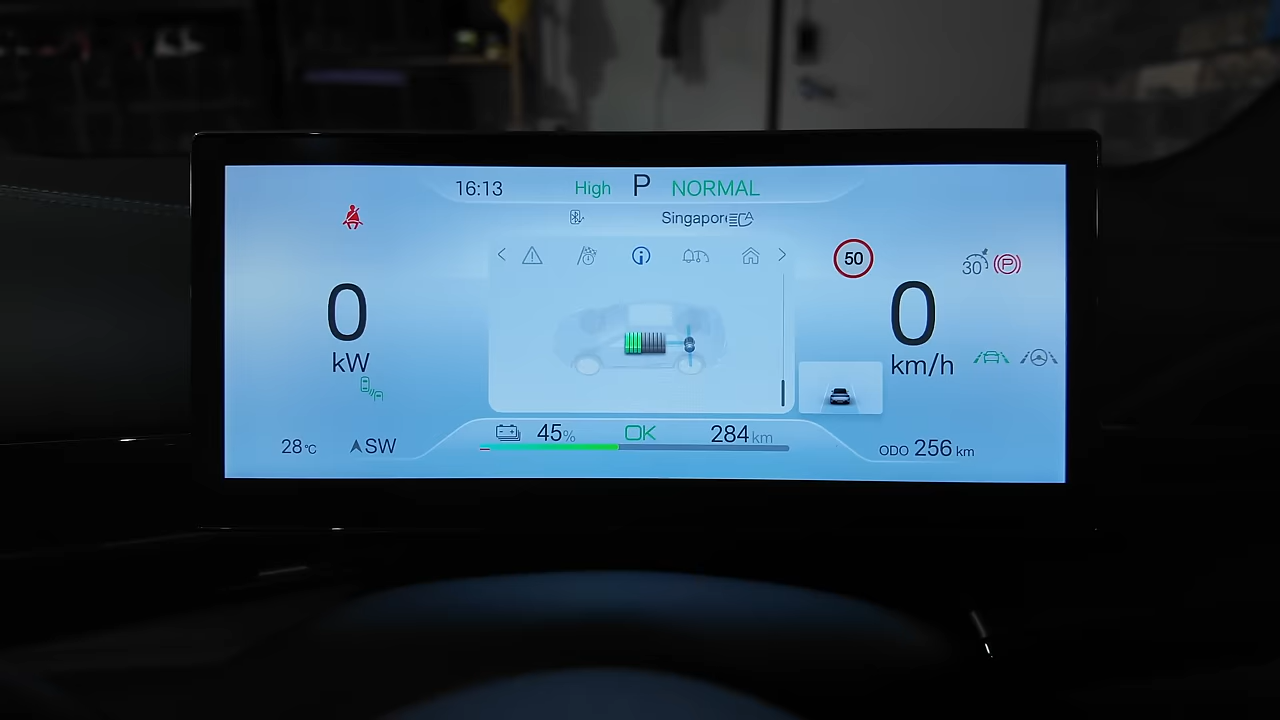 16:13 High P NORMAL
Singapor
50
30
0
kW
0
km/h
45% OK 284 km
28°C SW
ODO 256 km